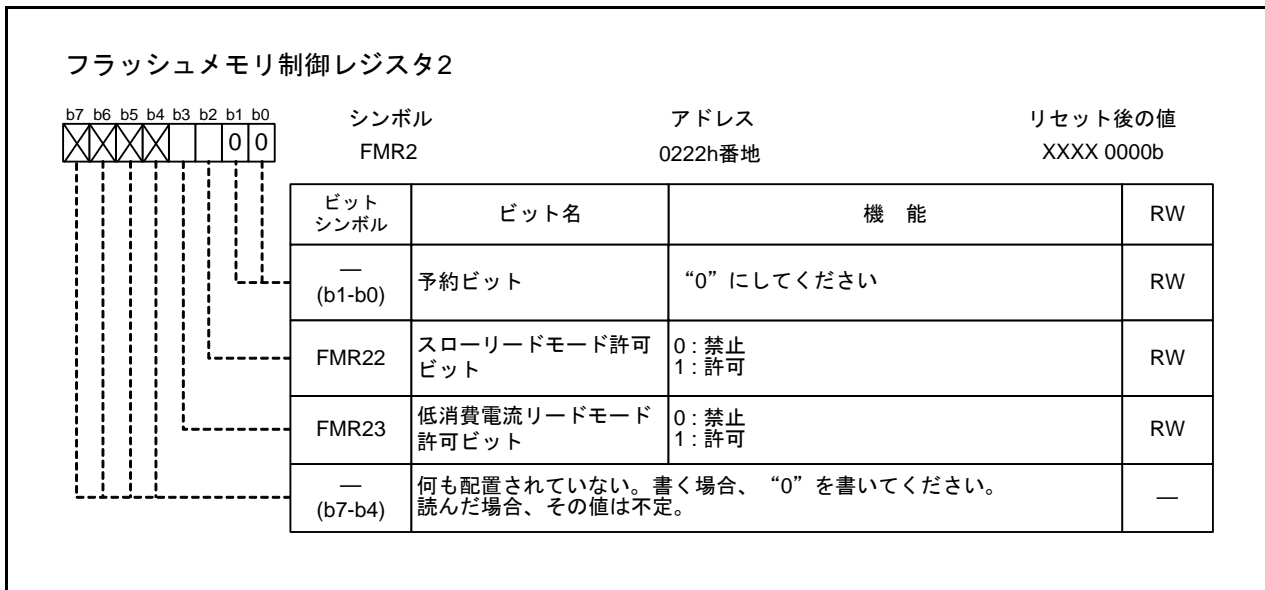 フラッシュメモリ制御レジスタ2
b7 b6 b5 b4 b3 b2 b1 b0
0 0
シンボル アドレス リセット後の値
FMR2 0222h番地 XXXX 0000b
ビット
シンボル
ビット名 機 能 RW
—
(b1-b0)
予約ビット “0”にしてください RW
FMR22
スローリードモード許可
ビット
0 : 禁止
1 : 許可
RW
FMR23
低消費電流リードモード
許可ビット
0 : 禁止
1 : 許可
RW
—
(b7-b4)
何も配置されていない。書く場合、“0”を書いてください。
読んだ場合、その値は不定。
—